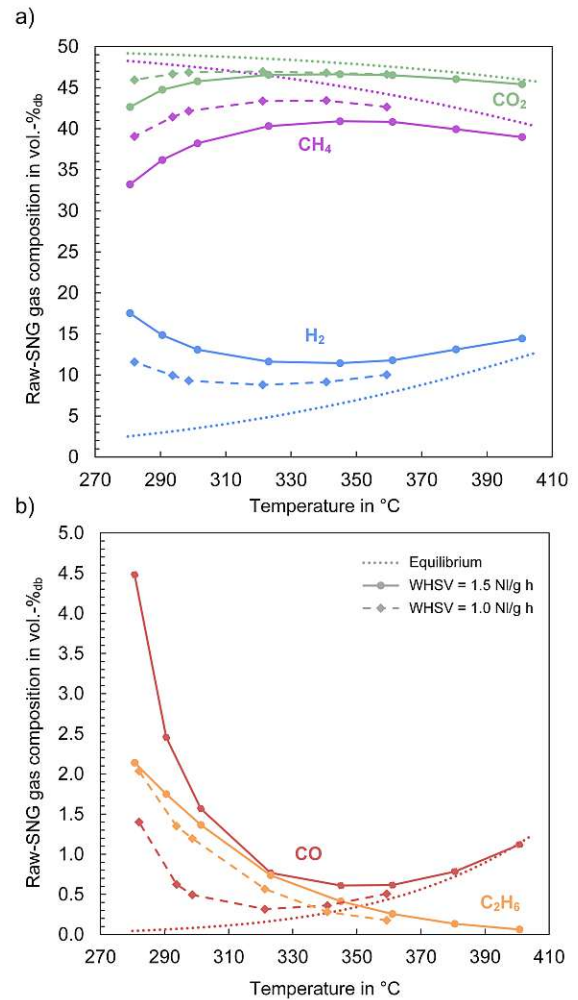 a)
Raw-SNG gas composition in vol.-%db
50
45
40
35
30
25
20
15
10
5
0
CO2
CH4
H2
270 290 310 330 350 370 390 410
Temperature in °C
b)
Raw-SNG gas composition in vol.-%db
5.0
4.5
4.0
3.5
3.0
2.5
2.0
1.5
1.0
0.5
0.0
Equilibrium
WHSV = 1.5 Nl/g h
WHSV = 1.0 Nl/g h
CO
C2H6
270 290 310 330 350 370 390 410
Temperature in °C